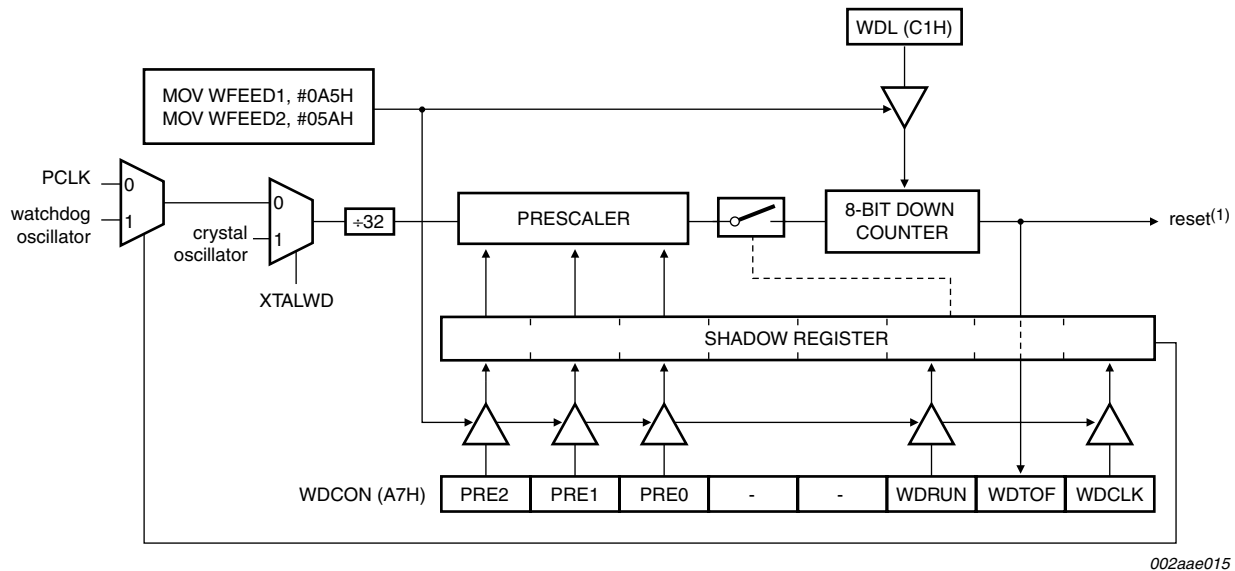 WDL (C1H)
MOV WFEED1, #0A5H
MOV WFEED2, #05AH
PCLK
0
1
watchdog
oscillator
0
1
crystal
oscillator
XTALWD
÷32
PRESCALER
8-BIT DOWN
COUNTER
reset(1)
SHADOW REGISTER
WDCON (A7H)
PRE2
PRE1
PRE0
-
-
WDRUN
WDTOF
WDCLK
002aae015